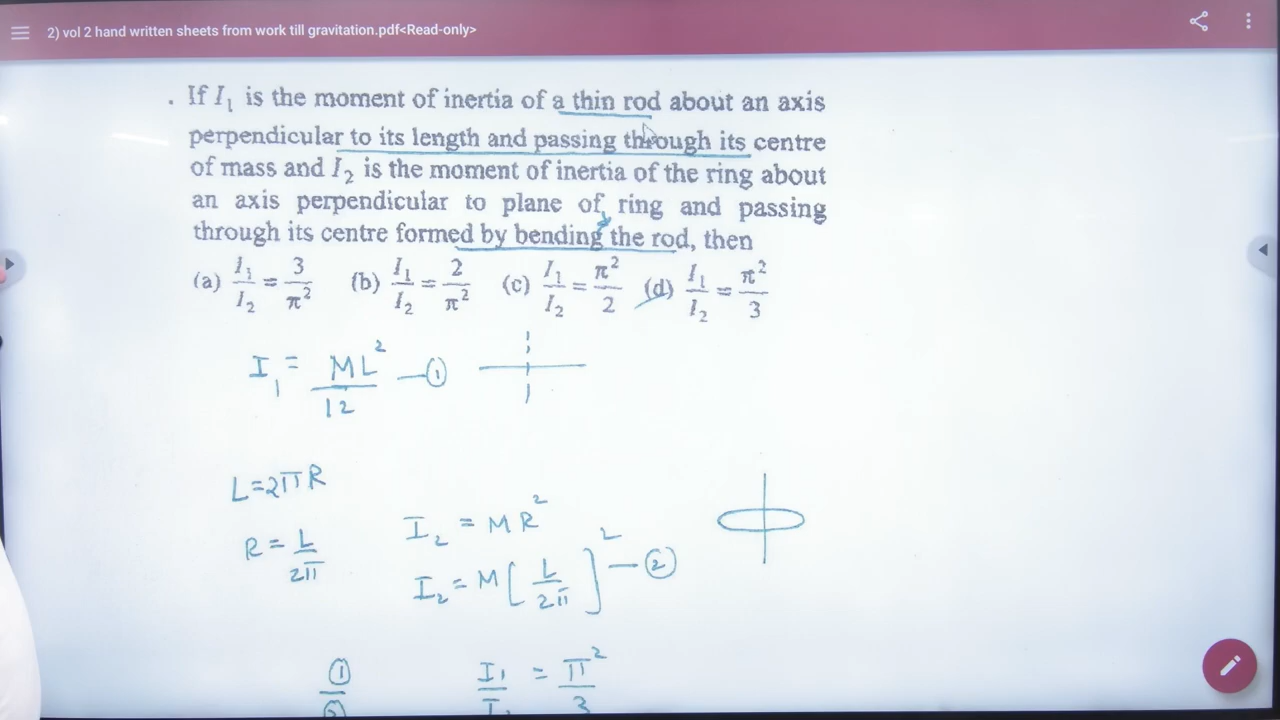 2) vol 2 hand written sheets from work till gravitation.pdf<Read-only>
. If I₁ is the moment of inertia of a thin rod about an axis
perpendicular to its length and passing through its centre
of mass and I₂ is the moment of inertia of the ring about
an axis perpendicular to plane of ring and passing
through its centre formed by bending the rod, then
(a) I₁/I₂ = 3/π² (b) I₁/I₂ = 2/π² (c) I₁/I₂ = π²/2 (d) I₁/I₂ = π²/3
I₁ = ML²/12 — ①
L=2πR
I₂ = MR²
R = L/2π
I₂ = M[L/2π]² — ②
①/② I₁/I₂ = π²/3